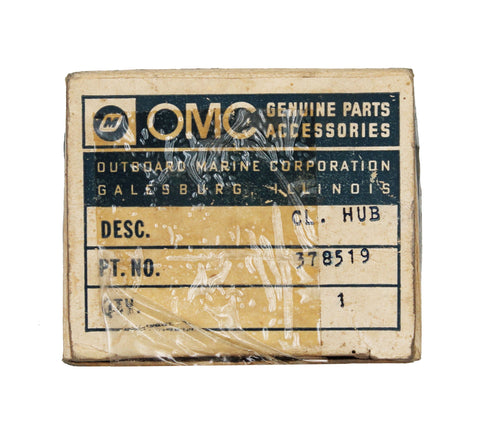 OMC GENUINE PARTS
ACCESSORIES
OUTBOARD MARINE CORPORATION
GALESBURG, ILLINOIS
DESC. CL. HUB
PT. NO. 378519
QTY. 1